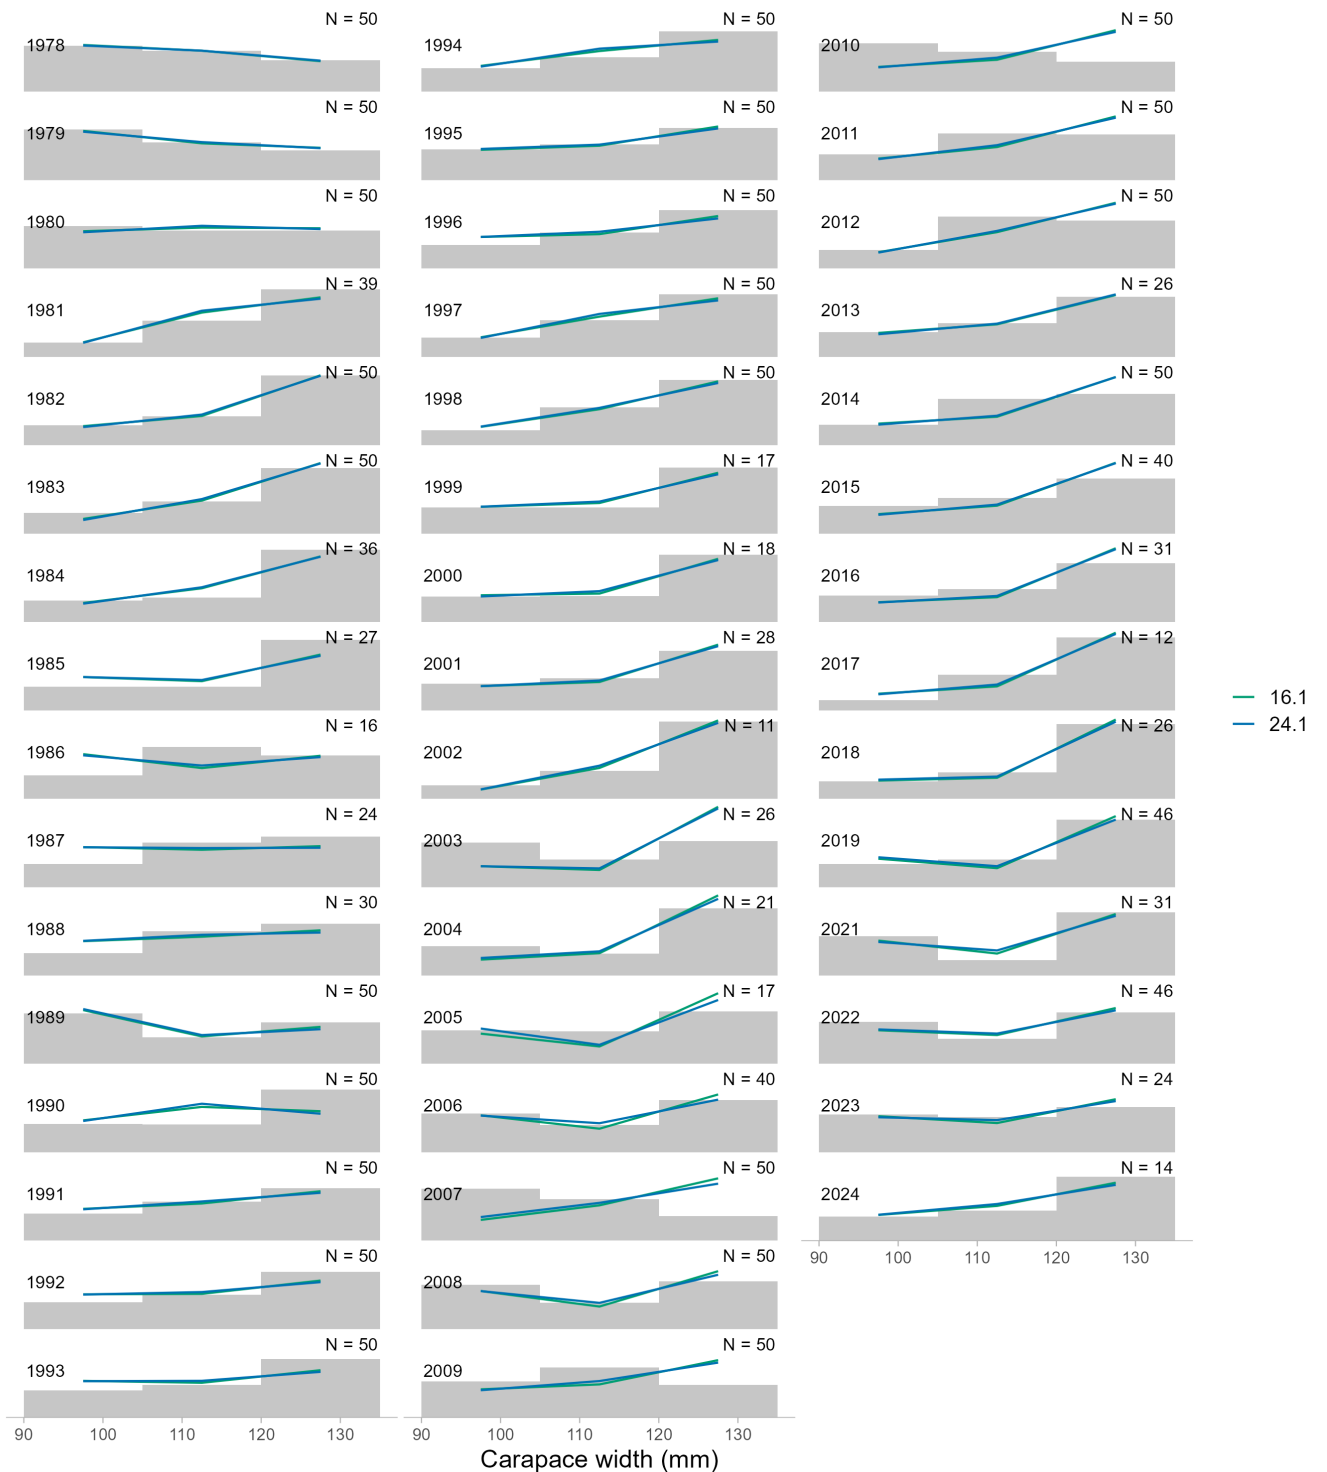 N = 50
1978
N = 50
1979
N = 50
1980
N = 39
1981
N = 50
1982
N = 50
1983
N = 36
1984
N = 27
1985
N = 16
1986
N = 24
1987
N = 30
1988
N = 50
1989
N = 50
1990
N = 50
1991
N = 50
1992
N = 50
1993
90 100 110 120 130
N = 50
1994
N = 50
1995
N = 50
1996
N = 50
1997
N = 50
1998
N = 17
1999
N = 18
2000
N = 28
2001
N = 11
2002
N = 26
2003
N = 21
2004
N = 17
2005
N = 40
2006
N = 50
2007
N = 50
2008
N = 50
2009
90 100 110 120 130
N = 50
2010
N = 50
2011
N = 50
2012
N = 26
2013
N = 50
2014
N = 40
2015
N = 31
2016
N = 12
2017
N = 26
2018
N = 46
2019
N = 31
2021
N = 46
2022
N = 24
2023
N = 14
2024
90 100 110 120 130
Carapace width (mm)
16.1
24.1